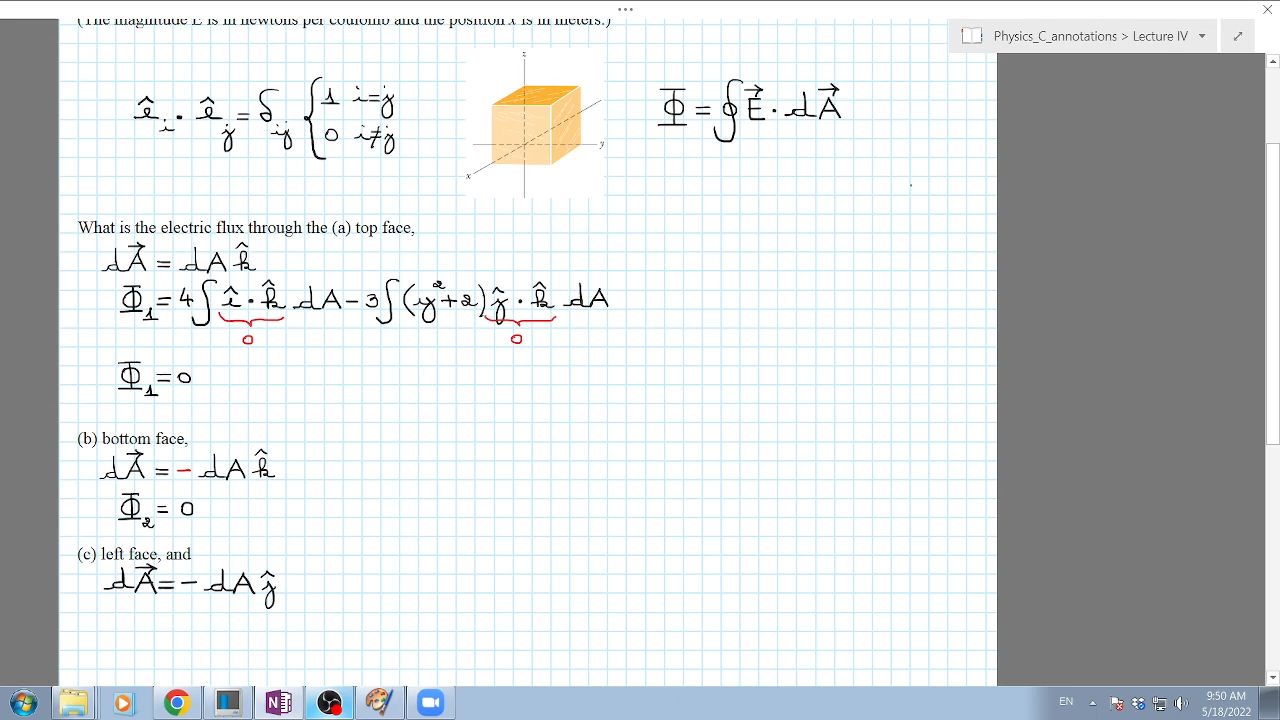 (The magnitude E is in newtons per coulomb and the position x is in meters.)
Physics_C_annotations > Lecture IV
z
y
x
ê_i · ê_j = δ_ij { 1 i=j
0 i≠j
Φ = ∮ E⃗ · dA⃗
What is the electric flux through the (a) top face,
dA⃗ = dA k̂
Φ_1 = 4∫ î · k̂ dA − 3∫(y²+2) ĵ · k̂ dA
0 0
Φ_1 = 0
(b) bottom face,
dA⃗ = − dA k̂
Φ_2 = 0
(c) left face, and
dA⃗ = − dA ĵ
EN
9:50 AM
5/18/2022